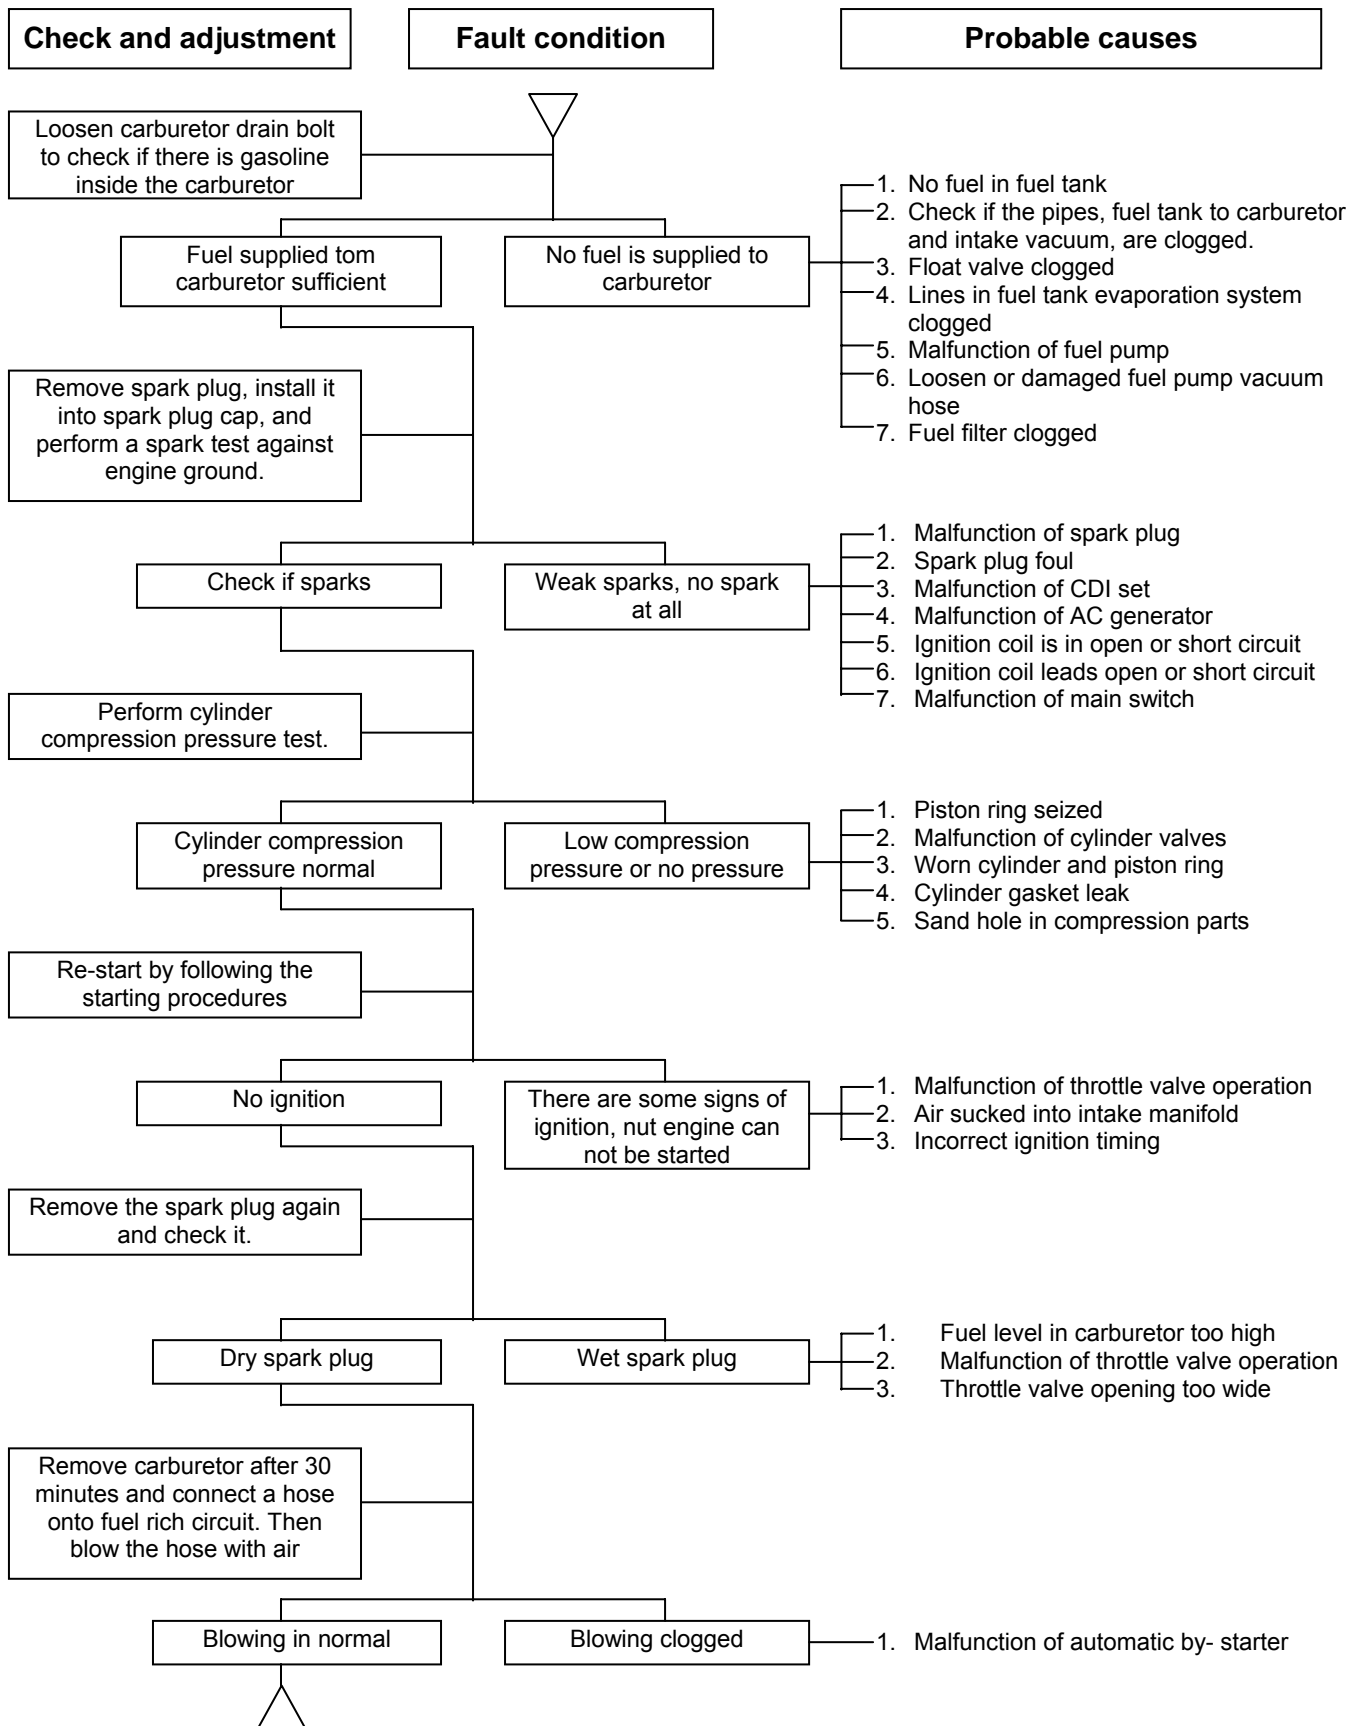 Check and adjustment
Fault condition
Probable causes
Loosen carburetor drain bolt
to check if there is gasoline
inside the carburetor
Fuel supplied tom
carburetor sufficient
No fuel is supplied to
carburetor
1. No fuel in fuel tank
2. Check if the pipes, fuel tank to carburetor
and intake vacuum, are clogged.
3. Float valve clogged
4. Lines in fuel tank evaporation system
clogged
5. Malfunction of fuel pump
6. Loosen or damaged fuel pump vacuum
hose
7. Fuel filter clogged
Remove spark plug, install it
into spark plug cap, and
perform a spark test against
engine ground.
Check if sparks
Weak sparks, no spark
at all
1. Malfunction of spark plug
2. Spark plug foul
3. Malfunction of CDI set
4. Malfunction of AC generator
5. Ignition coil is in open or short circuit
6. Ignition coil leads open or short circuit
7. Malfunction of main switch
Perform cylinder
compression pressure test.
Cylinder compression
pressure normal
Low compression
pressure or no pressure
1. Piston ring seized
2. Malfunction of cylinder valves
3. Worn cylinder and piston ring
4. Cylinder gasket leak
5. Sand hole in compression parts
Re-start by following the
starting procedures
No ignition
There are some signs of
ignition, nut engine can
not be started
1. Malfunction of throttle valve operation
2. Air sucked into intake manifold
3. Incorrect ignition timing
Remove the spark plug again
and check it.
Dry spark plug
Wet spark plug
1. Fuel level in carburetor too high
2. Malfunction of throttle valve operation
3. Throttle valve opening too wide
Remove carburetor after 30
minutes and connect a hose
onto fuel rich circuit. Then
blow the hose with air
Blowing in normal
Blowing clogged
1. Malfunction of automatic by- starter